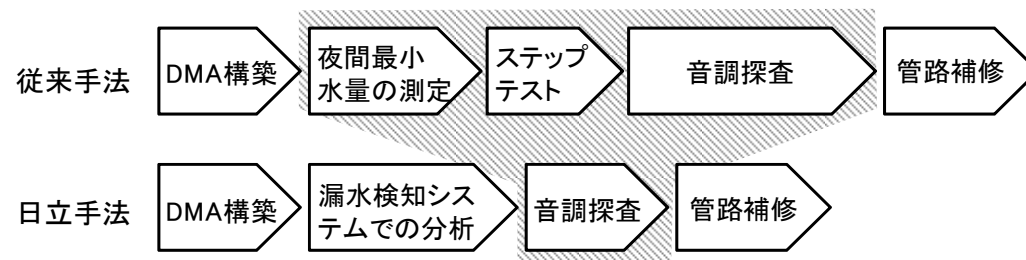 従来手法
DMA構築
夜間最小
水量の測定
ステップ
テスト
音調探査
管路補修
日立手法
DMA構築
漏水検知シス
テムでの分析
音調探査
管路補修